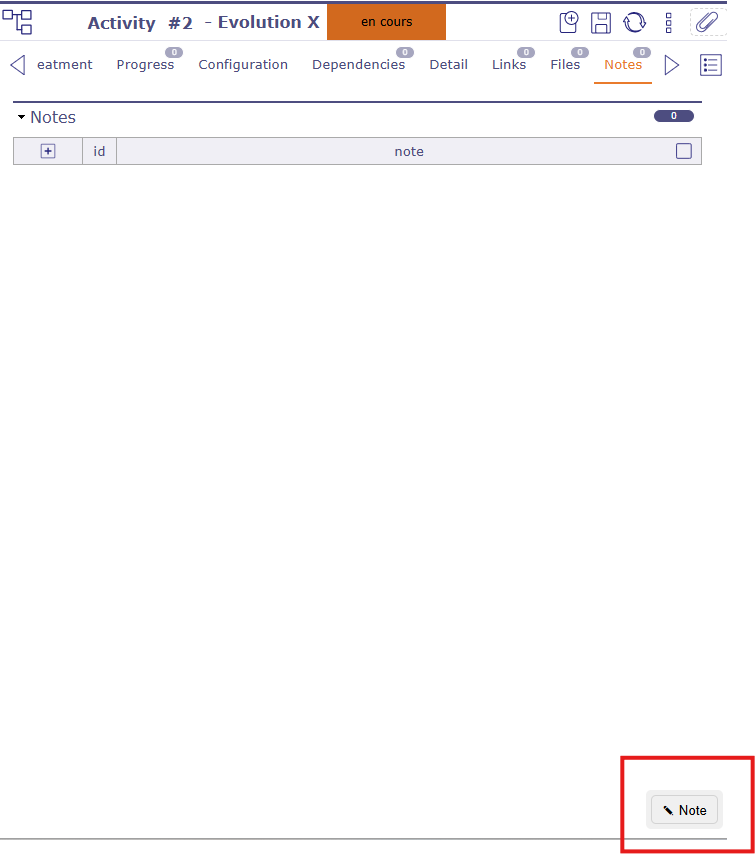 Activity #2 - Evolution X en cours
0 0 0 0 0
eatment Progress Configuration Dependencies Detail Links Files Notes
Notes 0
id note
Note